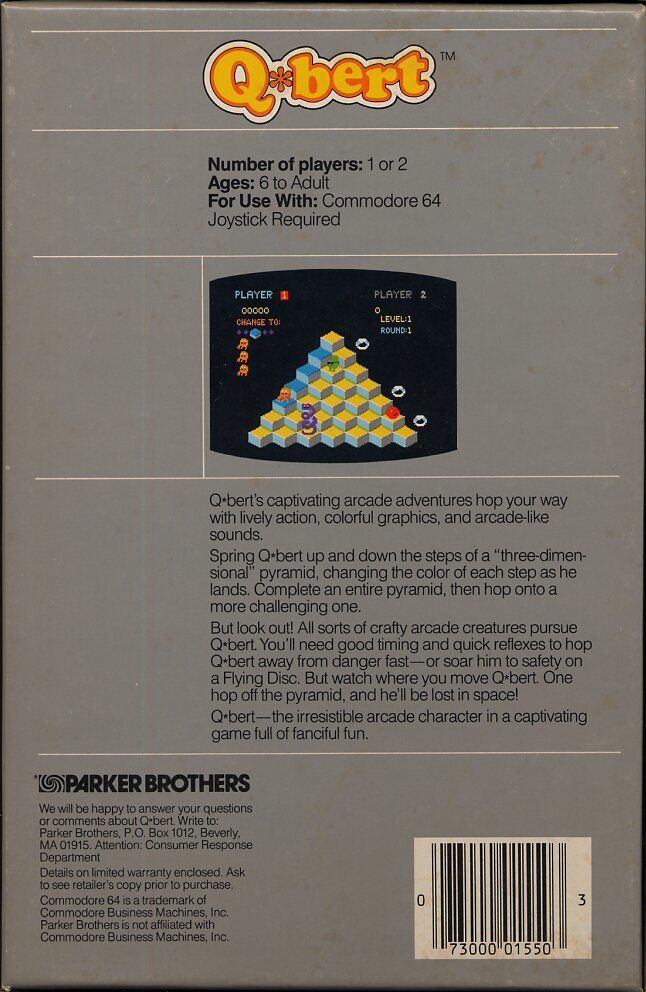 Q*bert™
Number of players: 1 or 2
Ages: 6 to Adult
For Use With: Commodore 64
Joystick Required
PLAYER 1
PLAYER 2
00000
0
CHANGE TO:
LEVEL:1
ROUND:1
Q*bert's captivating arcade adventures hop your way
with lively action, colorful graphics, and arcade-like
sounds.
Spring Q*bert up and down the steps of a “three-dimen-
sional” pyramid, changing the color of each step as he
lands. Complete an entire pyramid, then hop onto a
more challenging one.
But look out! All sorts of crafty arcade creatures pursue
Q*bert. You'll need good timing and quick reflexes to hop
Q*bert away from danger fast—or soar him to safety on
a Flying Disc. But watch where you move Q*bert. One
hop off the pyramid, and he'll be lost in space!
Q*bert—the irresistible arcade character in a captivating
game full of fanciful fun.
PARKER BROTHERS
We will be happy to answer your questions
or comments about Q*bert. Write to:
Parker Brothers, P.O. Box 1012, Beverly,
MA 01915. Attention: Consumer Response
Department
Details on limited warranty enclosed. Ask
to see retailer's copy prior to purchase.
Commodore 64 is a trademark of
Commodore Business Machines, Inc.
Parker Brothers is not affiliated with
Commodore Business Machines, Inc.
0 73000 01550 3